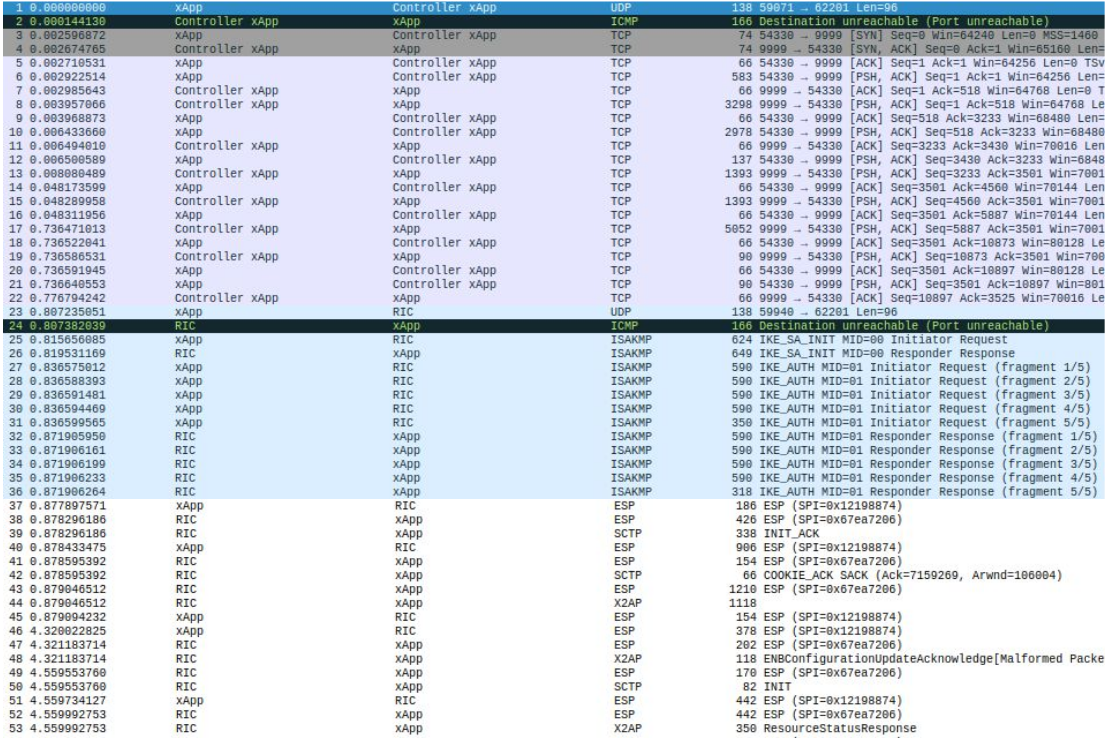 1 0.000000000 xApp Controller xApp UDP 138 59071 → 62201 Len=96
2 0.000144130 Controller xApp xApp ICMP 166 Destination unreachable (Port unreachable)
3 0.002596872 xApp Controller xApp TCP 74 54330 → 9999 [SYN] Seq=0 Win=64240 Len=0 MSS=1460
4 0.002674765 Controller xApp xApp TCP 74 9999 → 54330 [SYN, ACK] Seq=0 Ack=1 Win=65160 Len=
5 0.002710531 xApp Controller xApp TCP 66 54330 → 9999 [ACK] Seq=1 Ack=1 Win=64256 Len=0 TSv
6 0.002922514 xApp Controller xApp TCP 583 54330 → 9999 [PSH, ACK] Seq=1 Ack=1 Win=64256 Len=
7 0.002985643 Controller xApp xApp TCP 66 9999 → 54330 [ACK] Seq=1 Ack=518 Win=64768 Len=0 T
8 0.003957066 Controller xApp xApp TCP 3298 9999 → 54330 [PSH, ACK] Seq=1 Ack=518 Win=64768 Le
9 0.003968873 xApp Controller xApp TCP 66 54330 → 9999 [ACK] Seq=518 Ack=3233 Win=68480 Len=
10 0.006433660 xApp Controller xApp TCP 2978 54330 → 9999 [PSH, ACK] Seq=518 Ack=3233 Win=68480
11 0.006494010 Controller xApp xApp TCP 66 9999 → 54330 [ACK] Seq=3233 Ack=3430 Win=70016 Len
12 0.006500589 xApp Controller xApp TCP 137 54330 → 9999 [PSH, ACK] Seq=3430 Ack=3233 Win=6848
13 0.008080489 Controller xApp xApp TCP 1393 9999 → 54330 [PSH, ACK] Seq=3233 Ack=3501 Win=7001
14 0.048173599 xApp Controller xApp TCP 66 54330 → 9999 [ACK] Seq=3501 Ack=4560 Win=70144 Len
15 0.048289958 Controller xApp xApp TCP 1393 9999 → 54330 [PSH, ACK] Seq=4560 Ack=3501 Win=7001
16 0.048311956 xApp Controller xApp TCP 66 54330 → 9999 [ACK] Seq=3501 Ack=5887 Win=70144 Len
17 0.736471013 Controller xApp xApp TCP 5052 9999 → 54330 [PSH, ACK] Seq=5887 Ack=3501 Win=7001
18 0.736522041 xApp Controller xApp TCP 66 54330 → 9999 [ACK] Seq=3501 Ack=10873 Win=80128 Le
19 0.736586531 Controller xApp xApp TCP 90 9999 → 54330 [PSH, ACK] Seq=10873 Ack=3501 Win=700
20 0.736591945 xApp Controller xApp TCP 66 54330 → 9999 [ACK] Seq=3501 Ack=10897 Win=80128 Le
21 0.736640553 xApp Controller xApp TCP 90 54330 → 9999 [PSH, ACK] Seq=3501 Ack=10897 Win=801
22 0.776794242 Controller xApp xApp TCP 66 9999 → 54330 [ACK] Seq=10897 Ack=3525 Win=70016 Le
23 0.807235051 xApp RIC UDP 138 59940 → 62201 Len=96
24 0.807382039 RIC xApp ICMP 166 Destination unreachable (Port unreachable)
25 0.815656085 xApp RIC ISAKMP 624 IKE_SA_INIT MID=00 Initiator Request
26 0.819531169 RIC xApp ISAKMP 649 IKE_SA_INIT MID=00 Responder Response
27 0.836575012 xApp RIC ISAKMP 590 IKE_AUTH MID=01 Initiator Request (fragment 1/5)
28 0.836588393 xApp RIC ISAKMP 590 IKE_AUTH MID=01 Initiator Request (fragment 2/5)
29 0.836591481 xApp RIC ISAKMP 590 IKE_AUTH MID=01 Initiator Request (fragment 3/5)
30 0.836594469 xApp RIC ISAKMP 590 IKE_AUTH MID=01 Initiator Request (fragment 4/5)
31 0.836599565 xApp RIC ISAKMP 350 IKE_AUTH MID=01 Initiator Request (fragment 5/5)
32 0.871905950 RIC xApp ISAKMP 590 IKE_AUTH MID=01 Responder Response (fragment 1/5)
33 0.871906161 RIC xApp ISAKMP 590 IKE_AUTH MID=01 Responder Response (fragment 2/5)
34 0.871906199 RIC xApp ISAKMP 590 IKE_AUTH MID=01 Responder Response (fragment 3/5)
35 0.871906233 RIC xApp ISAKMP 590 IKE_AUTH MID=01 Responder Response (fragment 4/5)
36 0.871906264 RIC xApp ISAKMP 318 IKE_AUTH MID=01 Responder Response (fragment 5/5)
37 0.877897571 xApp RIC ESP 186 ESP (SPI=0x12198874)
38 0.878296186 RIC xApp ESP 426 ESP (SPI=0x67ea7206)
39 0.878296186 RIC xApp SCTP 338 INIT_ACK
40 0.878433475 xApp RIC ESP 906 ESP (SPI=0x12198874)
41 0.878595392 RIC xApp ESP 154 ESP (SPI=0x67ea7206)
42 0.878595392 RIC xApp SCTP 66 COOKIE_ACK SACK (Ack=7159269, Arwnd=106004)
43 0.879046512 RIC xApp ESP 1210 ESP (SPI=0x67ea7206)
44 0.879046512 RIC xApp X2AP 1118
45 0.879094232 xApp RIC ESP 154 ESP (SPI=0x12198874)
46 4.320022825 xApp RIC ESP 378 ESP (SPI=0x12198874)
47 4.321183714 RIC xApp ESP 202 ESP (SPI=0x67ea7206)
48 4.321183714 RIC xApp X2AP 118 ENBConfigurationUpdateAcknowledge[Malformed Packe
49 4.559553760 RIC xApp ESP 170 ESP (SPI=0x67ea7206)
50 4.559553760 RIC xApp SCTP 82 INIT
51 4.559734127 xApp RIC ESP 442 ESP (SPI=0x12198874)
52 4.559992753 RIC xApp ESP 442 ESP (SPI=0x67ea7206)
53 4.559992753 RIC xApp X2AP 350 ResourceStatusResponse